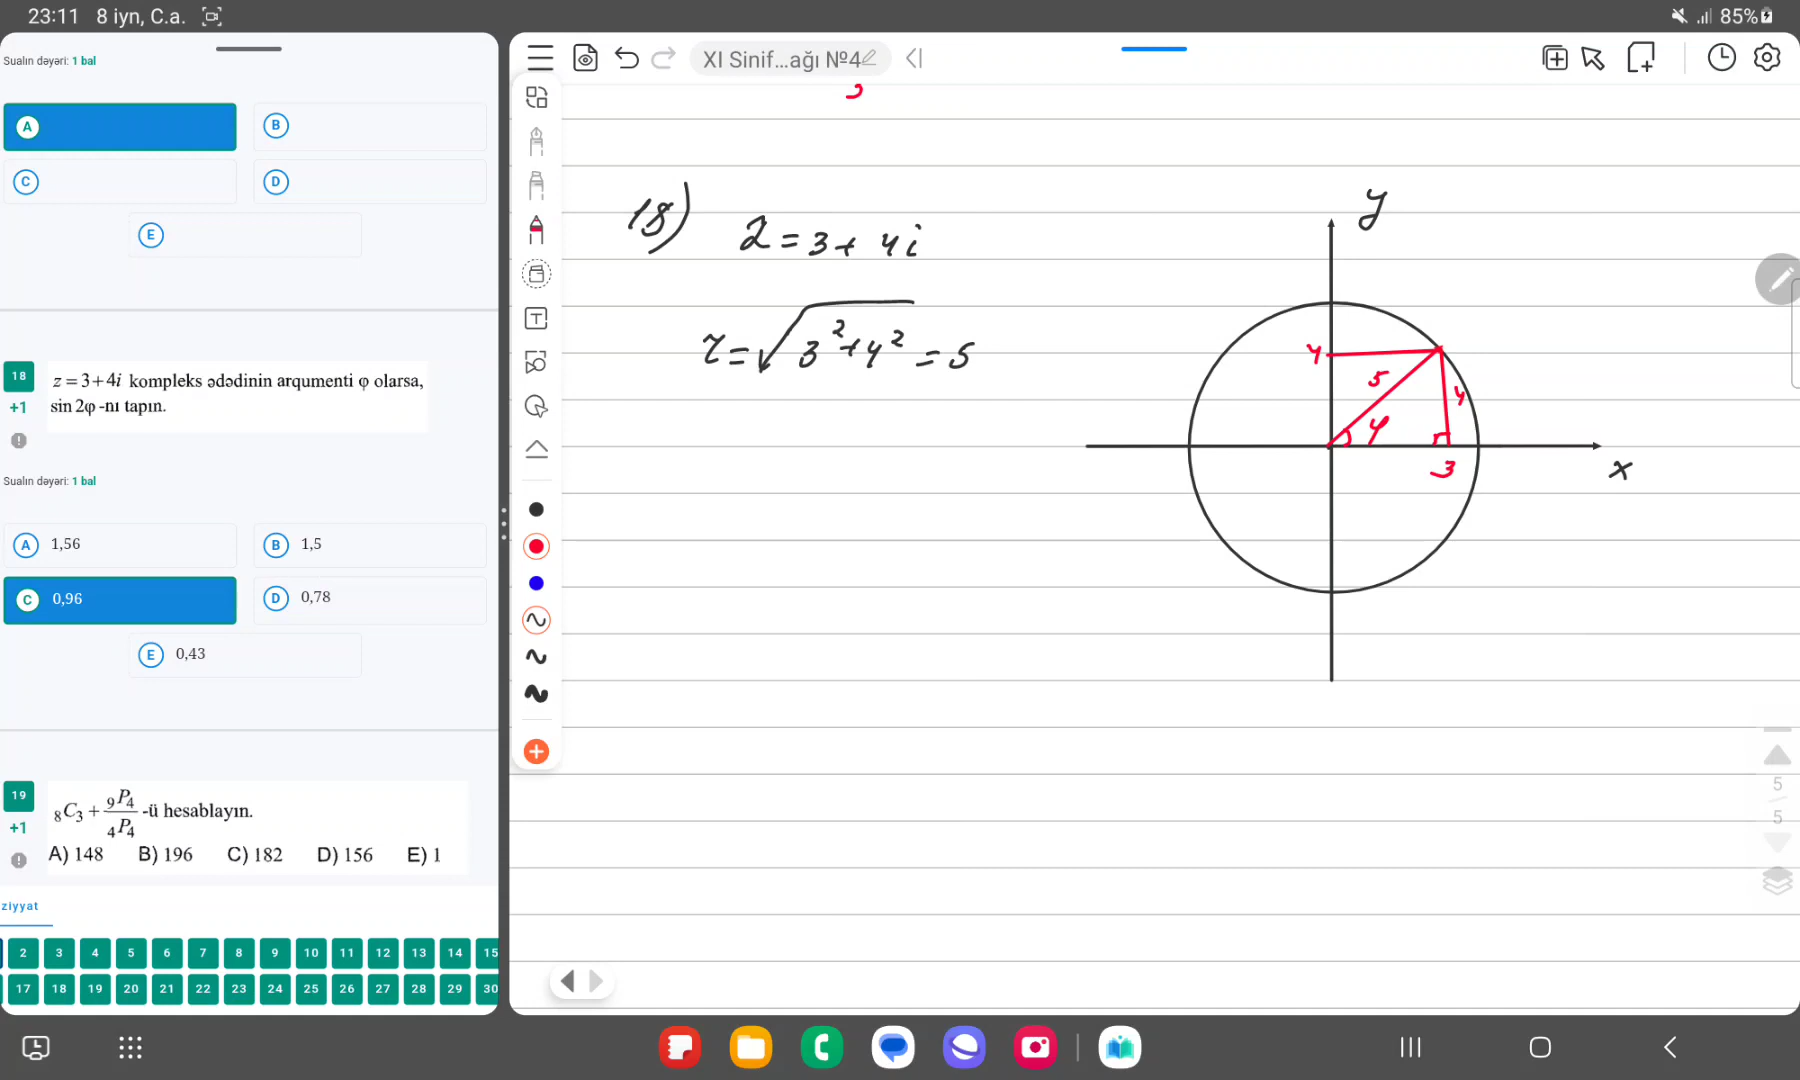 23:11 8 iyn, C.a.
85%
Sualın dəyəri: 1 bal
A
B
C
D
E
18
+1
z = 3+4i kompleks ədədinin arqumenti φ olarsa,
sin 2φ -nı tapın.
Sualın dəyəri: 1 bal
A 1,56
B 1,5
C 0,96
D 0,78
E 0,43
19
+1
₈C₃ + ₉P₄/₄P₄ -ü hesablayın.
A) 148 B) 196 C) 182 D) 156 E) 1
ziyyat
2 3 4 5 6 7 8 9 10 11 12 13 14 15
17 18 19 20 21 22 23 24 25 26 27 28 29 30
XI Sinif...ağı №4
T
18) z = 3 + 4i
r = √3² + 4² = 5
y
4
5
4
φ
3
x
5
5